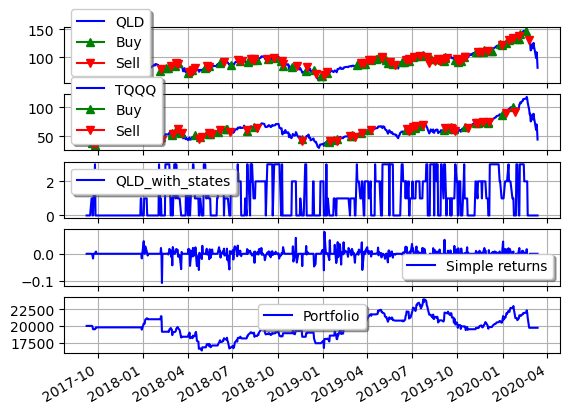 QLD
Buy
Sell
150
100
TQQQ
Buy
Sell
100
50
QLD_with_states
2
0
Simple returns
0.0
−0.1
Portfolio
22500
20000
17500
2017-10
2018-01
2018-04
2018-07
2018-10
2019-01
2019-04
2019-07
2019-10
2020-01
2020-04